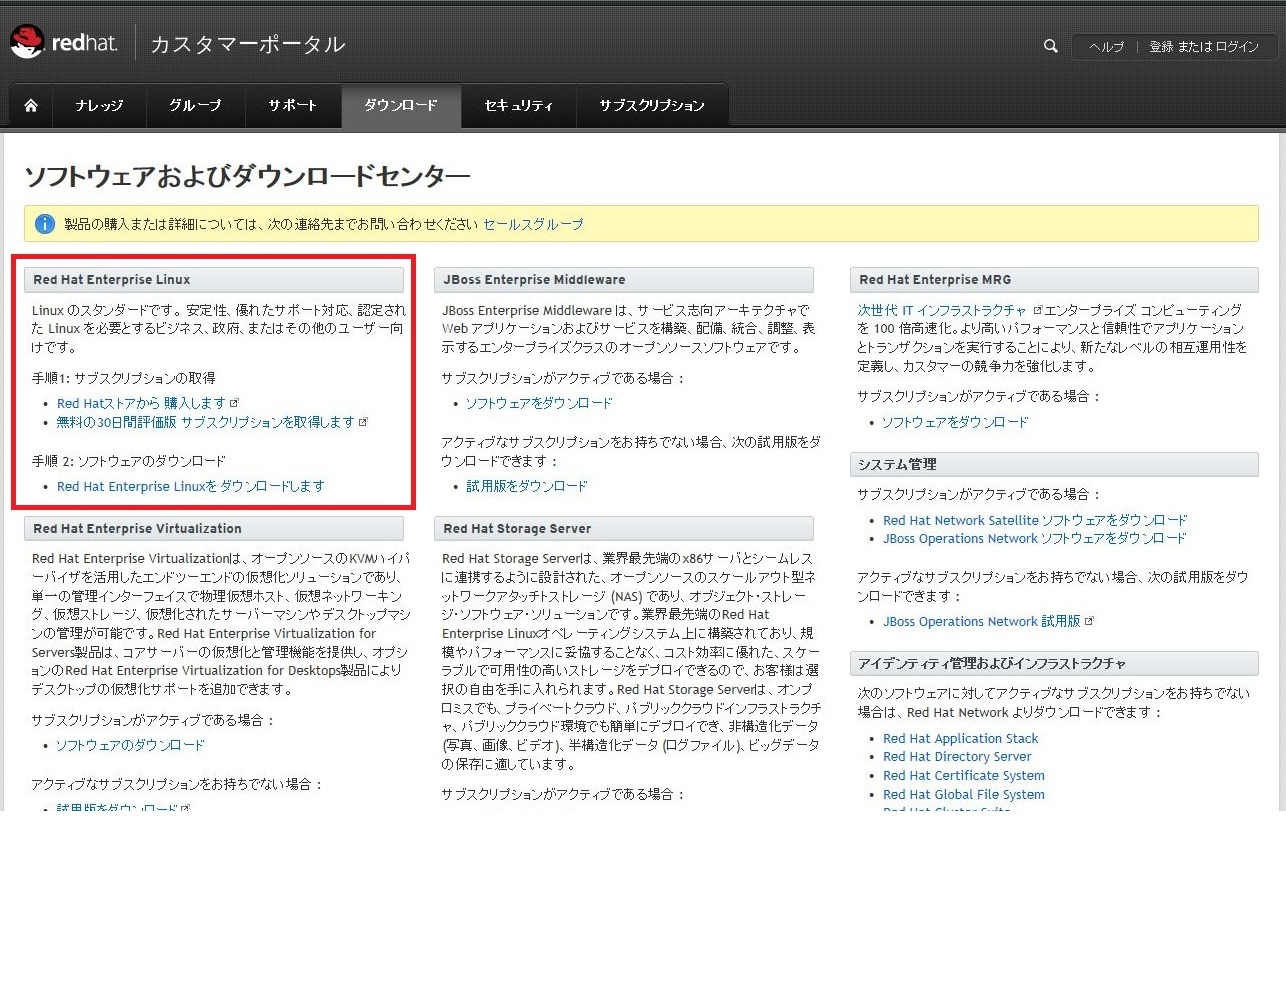 redhat. カスタマーポータル
ヘルプ 登録 または ログイン
ナレッジ グループ サポート ダウンロード セキュリティ サブスクリプション
ソフトウェアおよびダウンロードセンター
製品の購入または詳細については、次の連絡先までお問い合わせください セールスグループ
Red Hat Enterprise Linux
Linux のスタンダードです。安定性、優れたサポート対応、認定され
た Linux を必要とするビジネス、政府、またはその他のユーザー向
けです。
手順1: サブスクリプションの取得
• Red Hatストアから 購入します
• 無料の30日間評価版 サブスクリプションを取得します
手順 2: ソフトウェアのダウンロード
• Red Hat Enterprise Linuxを ダウンロードします
Red Hat Enterprise Virtualization
Red Hat Enterprise Virtualizationは、オープンソースのKVMハイパ
ーバイザを活用したエンドツーエンドの仮想化ソリューションであり、
単一の管理インターフェイスで物理仮想ホスト、仮想ネットワーキン
グ、仮想ストレージ、仮想化されたサーバーマシンやデスクトップマシ
ンの管理が可能です。Red Hat Enterprise Virtualization for
Servers製品は、コアサーバーの仮想化と管理機能を提供し、オプシ
ョンのRed Hat Enterprise Virtualization for Desktops製品により
デスクトップの仮想化サポートを追加できます。
サブスクリプションがアクティブである場合：
• ソフトウェアのダウンロード
アクティブなサブスクリプションをお持ちでない場合：
• 試用版をダウンロード
JBoss Enterprise Middleware
JBoss Enterprise Middleware は、サービス志向アーキテクチャで
Web アプリケーションおよびサービスを構築、配備、統合、調整、表
示するエンタープライズクラスのオープンソースソフトウェアです。
サブスクリプションがアクティブである場合：
• ソフトウェアをダウンロード
アクティブなサブスクリプションをお持ちでない場合、次の試用版をダ
ウンロードできます：
• 試用版をダウンロード
Red Hat Storage Server
Red Hat Storage Serverは、業界最先端のx86サーバとシームレス
に連携するように設計された、オープンソースのスケールアウト型ネ
ットワークアタッチトストレージ (NAS) であり、オブジェクト・ストレー
ジ・ソフトウェア・ソリューションです。業界最先端のRed Hat
Enterprise Linuxオペレーティングシステム上に構築されており、規
模やパフォーマンスに妥協することなく、コスト効率に優れた、スケー
ラブルで可用性の高いストレージをデプロイできるので、お客様は選
択の自由を手に入れられます。Red Hat Storage Serverは、オンプ
ロミスでも、プライベートクラウド、パブリッククラウドインフラストラクチ
ャ、パブリッククラウド環境でも簡単にデプロイでき、非構造化データ
(写真、画像、ビデオ)、半構造化データ (ログファイル)、ビッグデータ
の保存に適しています。
サブスクリプションがアクティブである場合：
Red Hat Enterprise MRG
次世代 IT インフラストラクチャ エンタープライズ コンピューティング
を 100 倍高速化。より高いパフォーマンスと信頼性でアプリケーション
とトランザクションを実行することにより、新たなレベルの相互運用性を
定義し、カスタマーの競争力を強化します。
サブスクリプションがアクティブである場合：
• ソフトウェアをダウンロード
システム管理
サブスクリプションがアクティブである場合：
• Red Hat Network Satellite ソフトウェアをダウンロード
• JBoss Operations Network ソフトウェアをダウンロード
アクティブなサブスクリプションをお持ちでない場合、次の試用版をダウ
ンロードできます：
• JBoss Operations Network 試用版
アイデンティティ管理およびインフラストラクチャ
次のソフトウェアに対してアクティブなサブスクリプションをお持ちでない
場合は、Red Hat Network よりダウンロードできます：
• Red Hat Application Stack
• Red Hat Directory Server
• Red Hat Certificate System
• Red Hat Global File System
Red Hat Cluster Suite